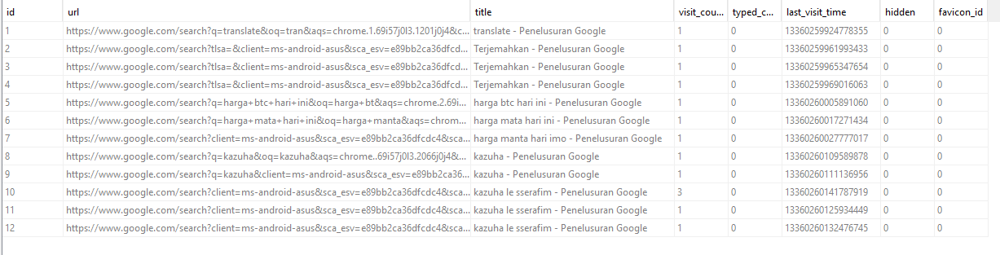 id url title visit_cou... typed_c... last_visit_time hidden favicon_id
1 https://www.google.com/search?q=translate&oq=tran&aqs=chrome.1.69i57j0l3.1201j0j4&c... translate - Penelusuran Google 1 0 13360259924778355 0 0
2 https://www.google.com/search?tlsa=&client=ms-android-asus&sca_esv=e89bb2ca36dfcd... Terjemahkan - Penelusuran Google 1 0 13360259961993433 0 0
3 https://www.google.com/search?tlsa=&client=ms-android-asus&sca_esv=e89bb2ca36dfcd... Terjemahkan - Penelusuran Google 1 0 13360259965347654 0 0
4 https://www.google.com/search?tlsa=&client=ms-android-asus&sca_esv=e89bb2ca36dfcd... Terjemahkan - Penelusuran Google 1 0 13360259969016063 0 0
5 https://www.google.com/search?q=harga+btc+hari+ini&oq=harga+bt&aqs=chrome.2.69i... harga btc hari ini - Penelusuran Google 1 0 13360260005891060 0 0
6 https://www.google.com/search?q=harga+mata+hari+ini&oq=harga+manta&aqs=chrom... harga mata hari ini - Penelusuran Google 1 0 13360260017271434 0 0
7 https://www.google.com/search?client=ms-android-asus&sca_esv=e89bb2ca36dfcdc4&sca... harga manta hari imo - Penelusuran Google 1 0 13360260027777017 0 0
8 https://www.google.com/search?q=kazuha&oq=kazuha&aqs=chrome..69i57j0l3.2066j0j4&... kazuha - Penelusuran Google 1 0 13360260109589878 0 0
9 https://www.google.com/search?q=kazuha&client=ms-android-asus&sca_esv=e89bb2ca36... kazuha - Penelusuran Google 1 0 13360260111136956 0 0
10 https://www.google.com/search?client=ms-android-asus&sca_esv=e89bb2ca36dfcdc4&sca... kazuha le sserafim - Penelusuran Google 3 0 13360260141787919 0 0
11 https://www.google.com/search?client=ms-android-asus&sca_esv=e89bb2ca36dfcdc4&sca... kazuha le sserafim - Penelusuran Google 1 0 13360260125934449 0 0
12 https://www.google.com/search?client=ms-android-asus&sca_esv=e89bb2ca36dfcdc4&sca... kazuha le sserafim - Penelusuran Google 1 0 13360260132476745 0 0